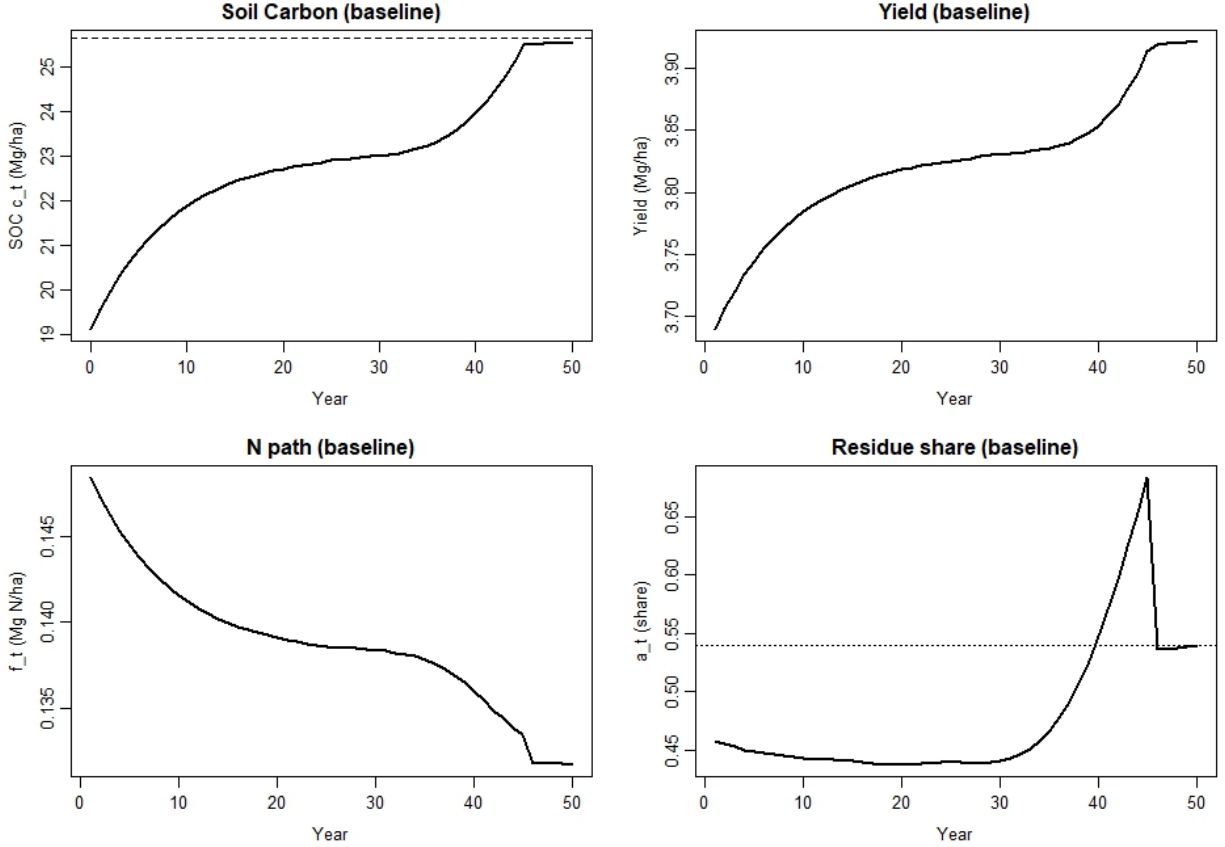 Soil Carbon (baseline)
SOC c_t (Mg/ha)
25
24
23
22
21
20
19
0 10 20 30 40 50
Year
Yield (baseline)
Yield (Mg/ha)
3.90
3.85
3.80
3.75
3.70
0 10 20 30 40 50
Year
N path (baseline)
f_t (Mg N/ha)
0.145
0.140
0.135
0 10 20 30 40 50
Year
Residue share (baseline)
a_t (share)
0.65
0.60
0.55
0.50
0.45
0 10 20 30 40 50
Year